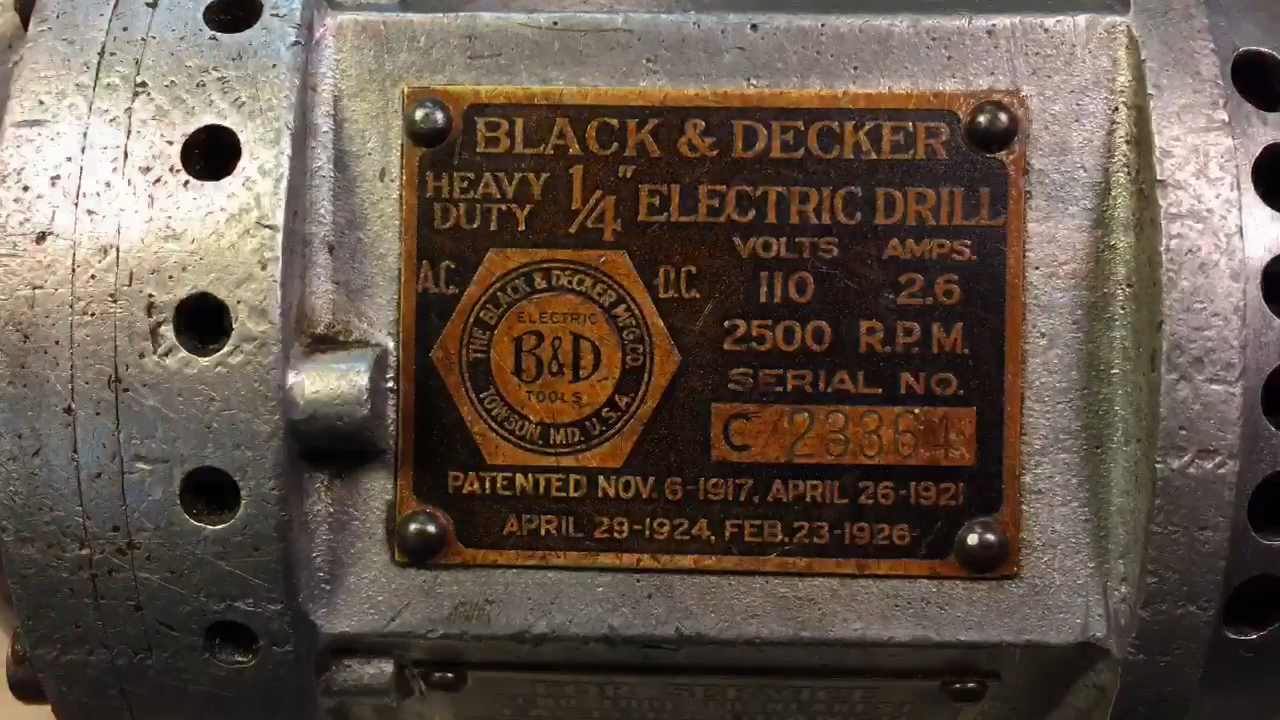 BLACK & DECKER
HEAVY DUTY 1/4" ELECTRIC DRILL
VOLTS AMPS.
A.C. D.C. 110 2.6
2500 R.P.M.
SERIAL NO.
C 23364
THE BLACK & DECKER MFG. CO.
ELECTRIC
B&D
TOOLS
TOWSON, MD. U.S.A.
PATENTED NOV. 6-1917, APRIL 26-1921
APRIL 29-1924, FEB. 23-1926-
FOR SERVICE